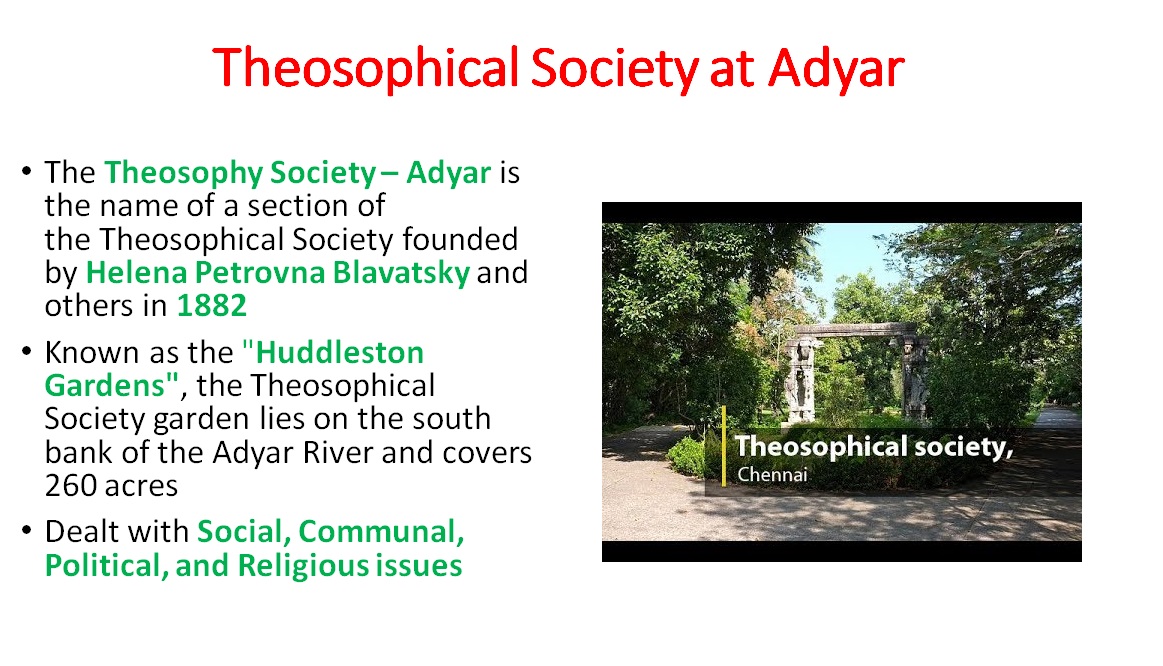 Theosophical Society at Adyar
• The Theosophy Society – Adyar is
the name of a section of
the Theosophical Society founded
by Helena Petrovna Blavatsky and
others in 1882
• Known as the "Huddleston
Gardens", the Theosophical
Society garden lies on the south
bank of the Adyar River and covers
260 acres
• Dealt with Social, Communal,
Political, and Religious issues
Theosophical society,
Chennai